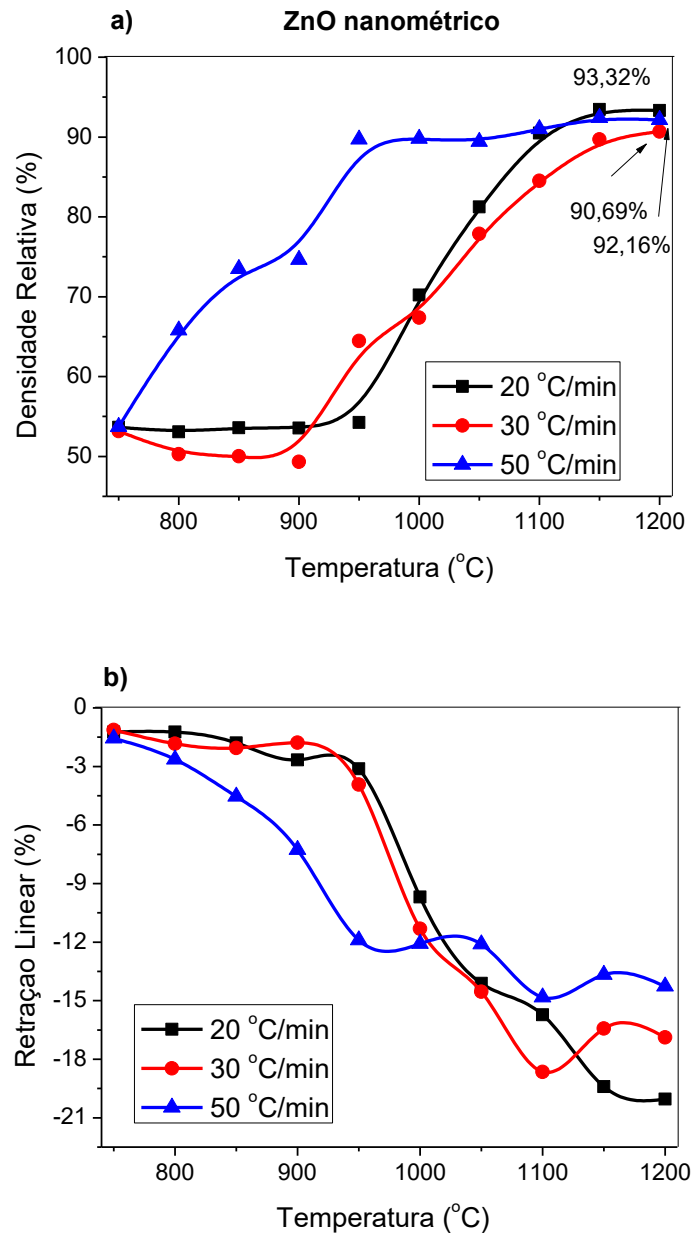 a)
ZnO nanométrico
100
90
80
70
60
50
Densidade Relativa (%)
93,32%
90,69%
92,16%
20 °C/min
30 °C/min
50 °C/min
800
900
1000
1100
1200
Temperatura (°C)
b)
0
-3
-6
-9
-12
-15
-18
-21
Retraçao Linear (%)
20 °C/min
30 °C/min
50 °C/min
800
900
1000
1100
1200
Temperatura (°C)